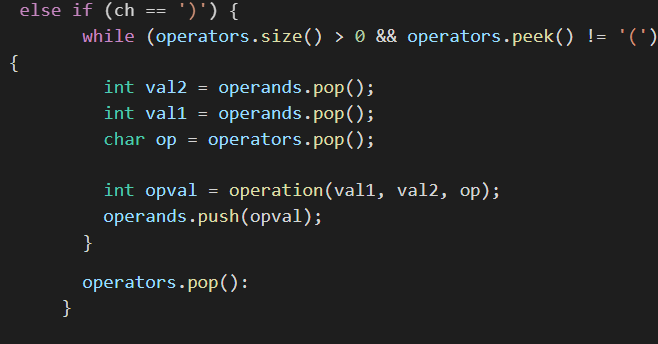 else if (ch == ')') {
while (operators.size() > 0 && operators.peek() != '(')
{
int val2 = operands.pop();
int val1 = operands.pop();
char op = operators.pop();
int opval = operation(val1, val2, op);
operands.push(opval);
}
operators.pop():
}